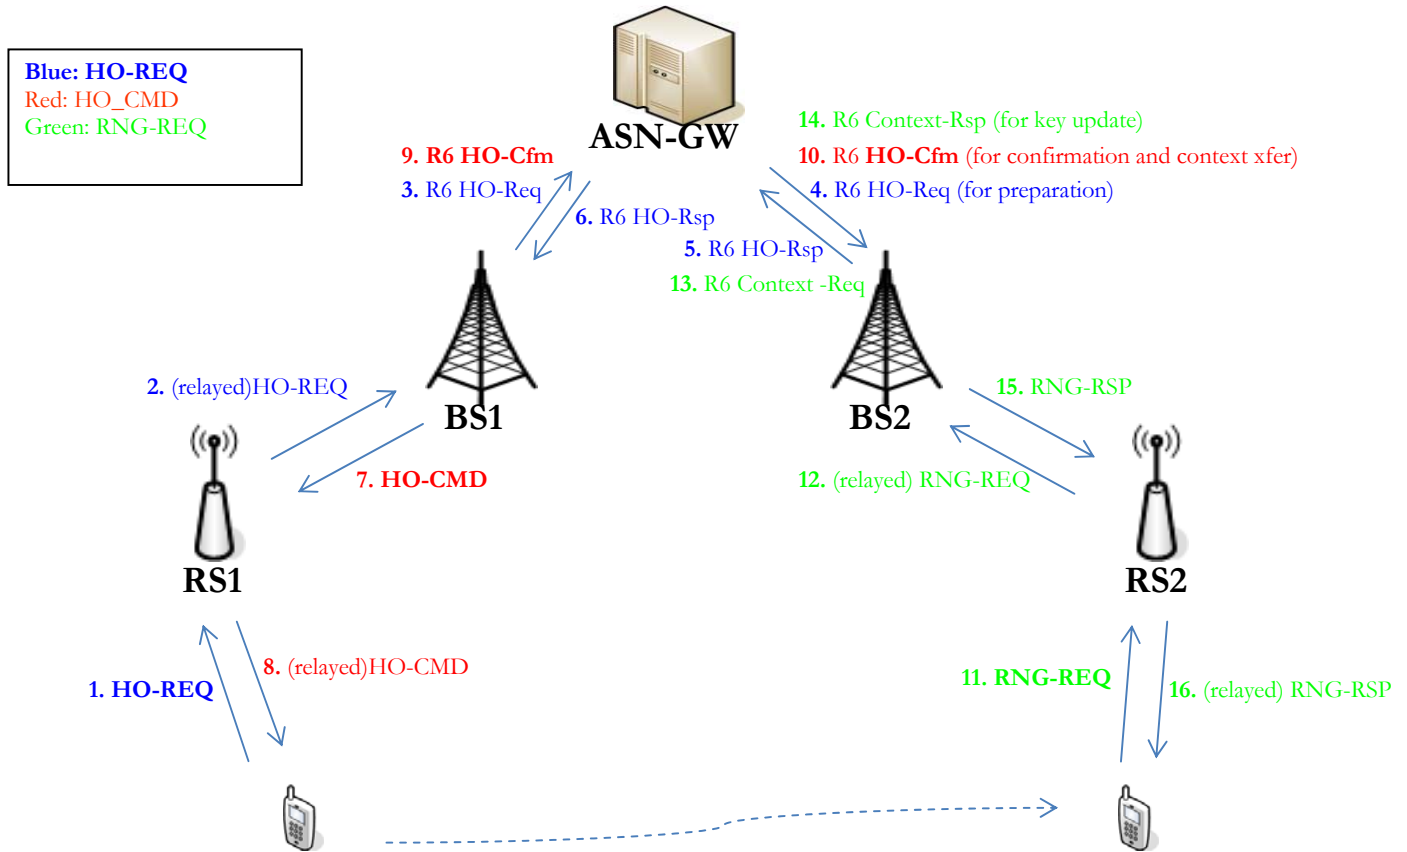 Blue: HO-REQ
Red: HO_CMD
Green: RNG-REQ
ASN-GW
14. R6 Context-Rsp (for key update)
9. R6 HO-Cfm
10. R6 HO-Cfm (for confirmation and context xfer)
3. R6 HO-Req
4. R6 HO-Req (for preparation)
6. R6 HO-Rsp
5. R6 HO-Rsp
13. R6 Context -Req
2. (relayed)HO-REQ
15. RNG-RSP
BS1
BS2
7. HO-CMD
12. (relayed) RNG-REQ
RS1
RS2
8. (relayed)HO-CMD
1. HO-REQ
11. RNG-REQ
16. (relayed) RNG-RSP